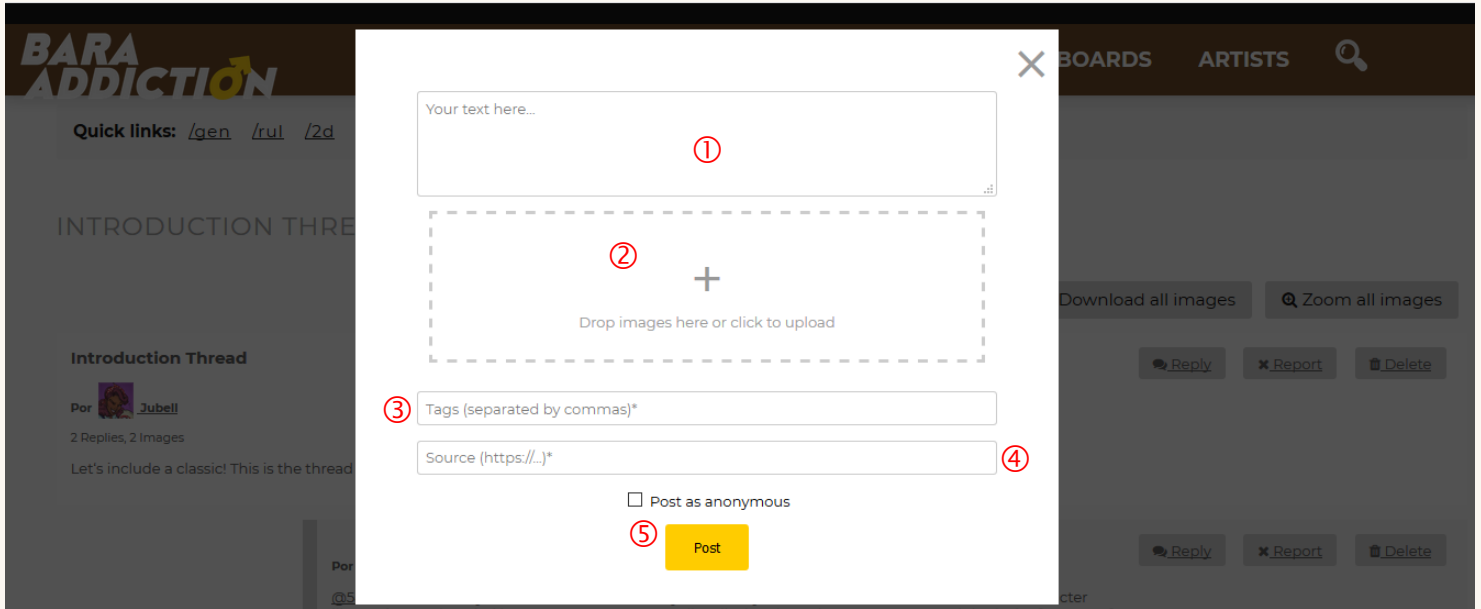 BARA
ADDICTION
BOARDS ARTISTS
Quick links: /gen /rul /2d
Your text here...
①
INTRODUCTION THRE
②
+
Drop images here or click to upload
Download all images Zoom all images
Introduction Thread
Reply Report Delete
Por Jubell
③ Tags (separated by commas)*
2 Replies, 2 Images
Source (https://...)* ④
Let's include a classic! This is the thread
Post as anonymous
⑤ Post
Reply Report Delete
Por
@5
cter